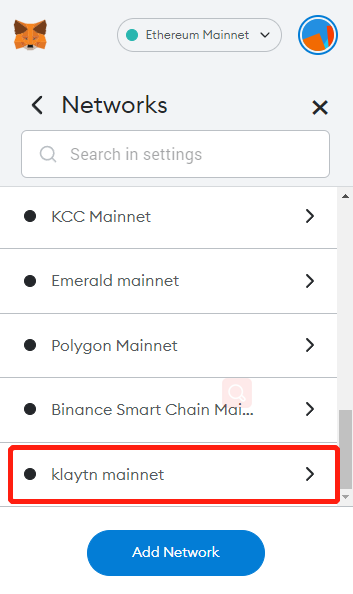 Ethereum Mainnet
Networks
Search in settings
KCC Mainnet
Emerald mainnet
Polygon Mainnet
Binance Smart Chain Mai...
klaytn mainnet
Add Network